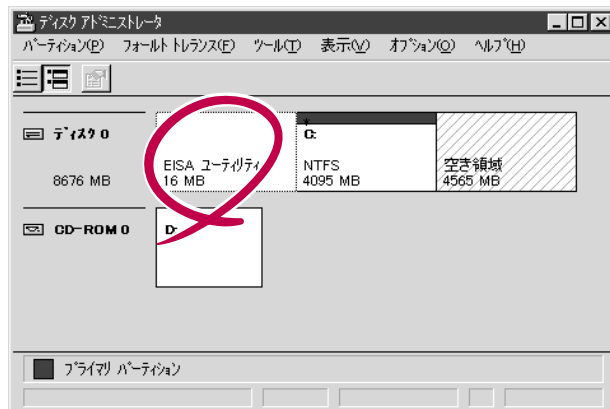 ディスク アドミニストレータ
パーティション(P) フォールト トレランス(F) ツール(T) 表示(V) オプション(O) ヘルプ(H)
ディスク 0
8676 MB
EISA ユーティリティ
16 MB
*
C:
NTFS
4095 MB
空き領域
4565 MB
CD-ROM 0
D:
プライマリ パーティション